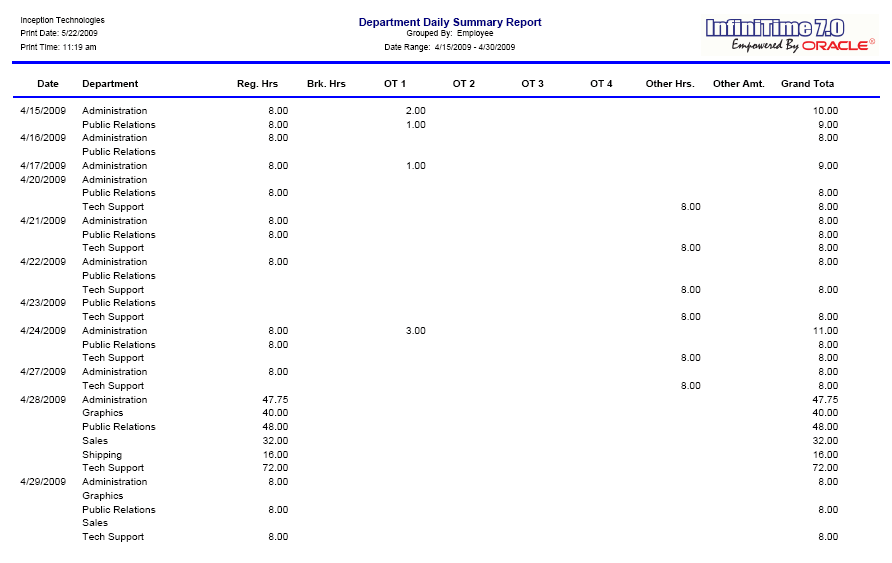 Inception Technologies
Department Daily Summary Report
InfiniTime 7.0
Print Date: 5/22/2009
Grouped By: Employee
Empowered By ORACLE®
Print Time: 11:19 am
Date Range: 4/15/2009 - 4/30/2009
Date Department Reg. Hrs Brk. Hrs OT 1 OT 2 OT 3 OT 4 Other Hrs. Other Amt. Grand Tota
4/15/2009 Administration 8.00 2.00 10.00
Public Relations 8.00 1.00 9.00
4/16/2009 Administration 8.00 8.00
Public Relations
4/17/2009 Administration 8.00 1.00 9.00
4/20/2009 Administration
Public Relations 8.00 8.00
Tech Support 8.00 8.00
4/21/2009 Administration 8.00 8.00
Public Relations 8.00 8.00
Tech Support 8.00 8.00
4/22/2009 Administration 8.00 8.00
Public Relations
Tech Support 8.00 8.00
4/23/2009 Public Relations
Tech Support 8.00 8.00
4/24/2009 Administration 8.00 3.00 11.00
Public Relations 8.00 8.00
Tech Support 8.00 8.00
4/27/2009 Administration 8.00 8.00
Tech Support 8.00 8.00
4/28/2009 Administration 47.75 47.75
Graphics 40.00 40.00
Public Relations 48.00 48.00
Sales 32.00 32.00
Shipping 16.00 16.00
Tech Support 72.00 72.00
4/29/2009 Administration 8.00 8.00
Graphics
Public Relations 8.00 8.00
Sales
Tech Support 8.00 8.00